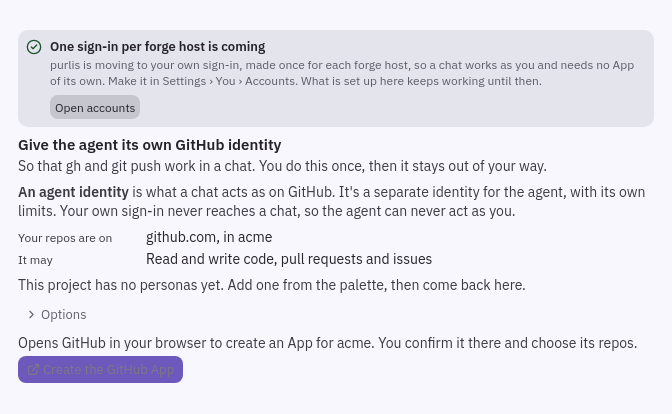 One sign-in per forge host is coming
purlis is moving to your own sign-in, made once for each forge host, so a chat works as you and needs no App
of its own. Make it in Settings › You › Accounts. What is set up here keeps working until then.
Open accounts
Give the agent its own GitHub identity
So that gh and git push work in a chat. You do this once, then it stays out of your way.
An agent identity is what a chat acts as on GitHub. It's a separate identity for the agent, with its own
limits. Your own sign-in never reaches a chat, so the agent can never act as you.
Your repos are on github.com, in acme
It may Read and write code, pull requests and issues
This project has no personas yet. Add one from the palette, then come back here.
Options
Opens GitHub in your browser to create an App for acme. You confirm it there and choose its repos.
Create the GitHub App